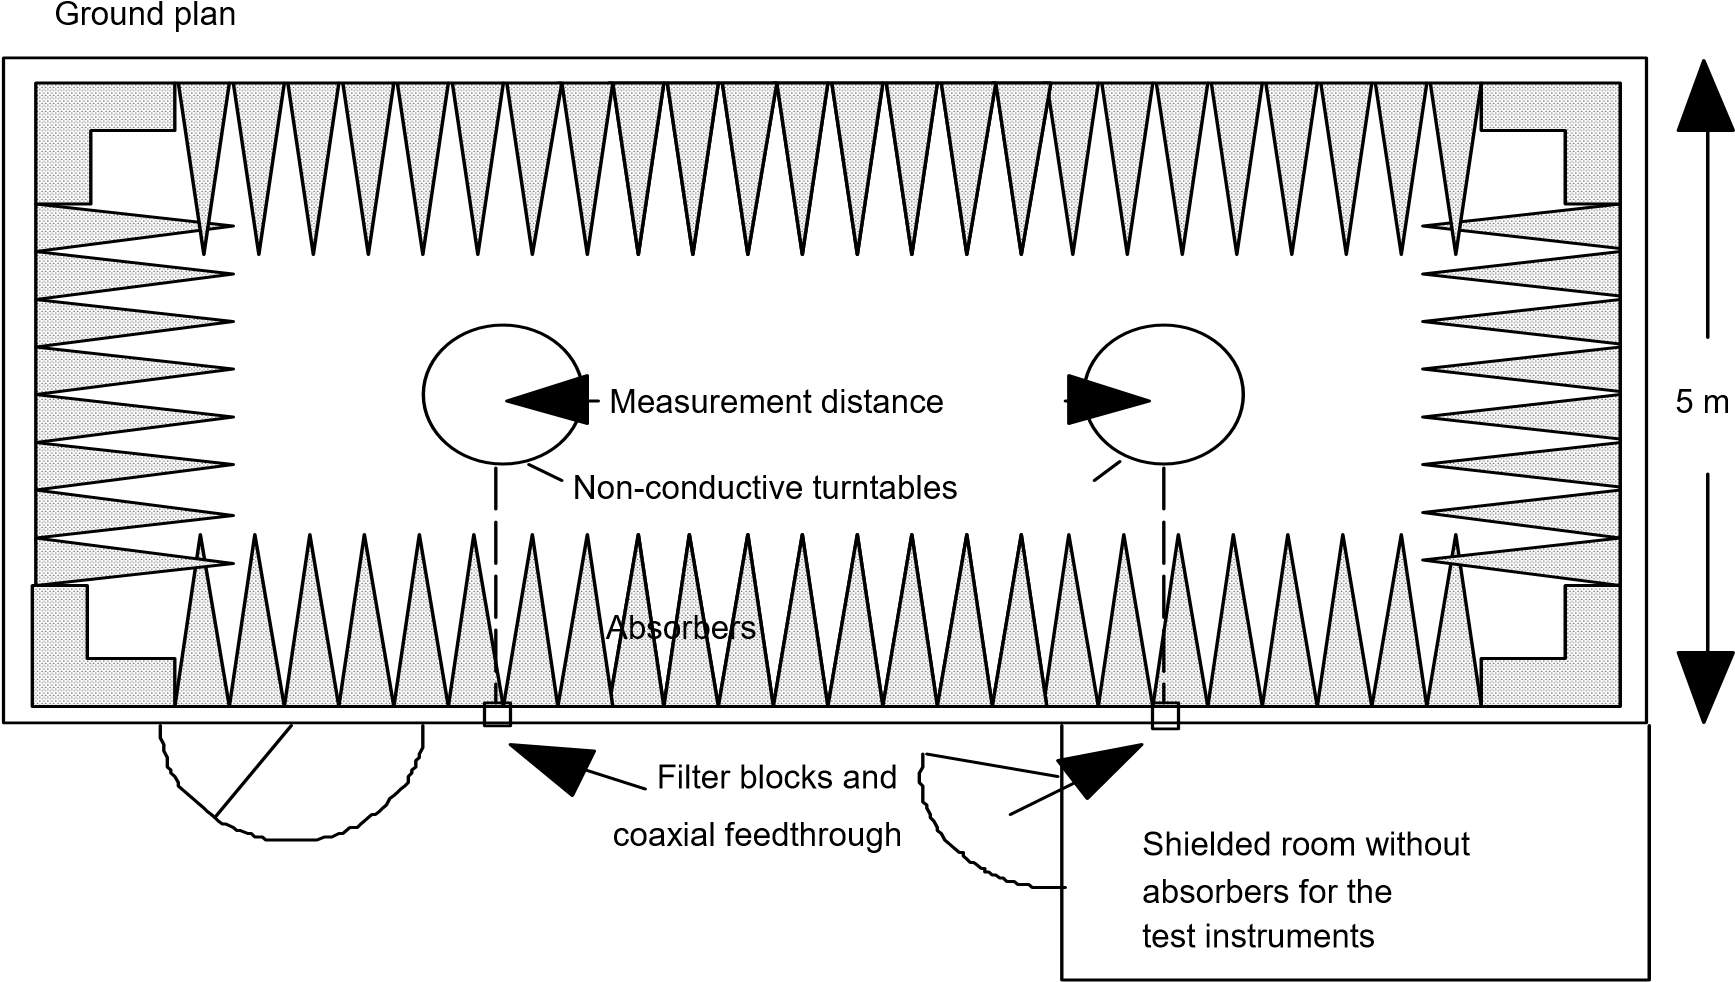 Ground plan
Measurement distance
5 m
Non-conductive turntables
Absorbers
Filter blocks and
coaxial feedthrough
Shielded room without
absorbers for the
test instruments